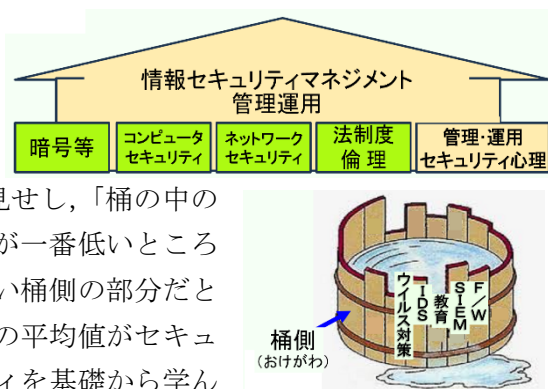 情報セキュリティマネジメント
管理運用
暗号等
コンピュータ
セキュリティ
ネットワーク
セキュリティ
法制度
倫 理
管理・運用
セキュリティ心理
見せし,「桶の中の
が一番低いところ
い桶側の部分だと
の平均値がセキュ
ィを基礎から学ん
桶側
(おけがわ)
ウイルス対策
IDS
教育
SIEM
F/W